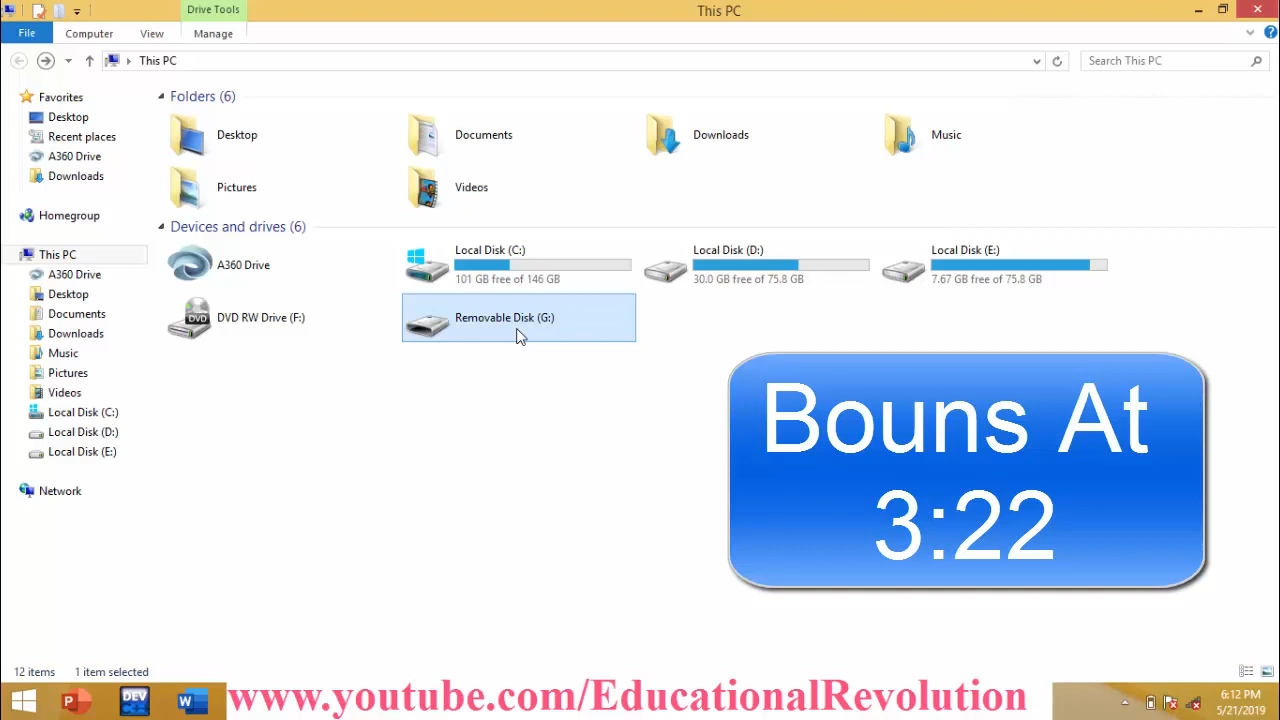 Drive Tools
This PC
File
Computer
View
Manage
This PC
Search This PC
Favorites
Desktop
Recent places
A360 Drive
Downloads
Homegroup
This PC
A360 Drive
Desktop
Documents
Downloads
Music
Pictures
Videos
Local Disk (C:)
Local Disk (D:)
Local Disk (E:)
Network
Folders (6)
Desktop
Documents
Downloads
Music
Pictures
Videos
Devices and drives (6)
A360 Drive
Local Disk (C:)
101 GB free of 146 GB
Local Disk (D:)
30.0 GB free of 75.8 GB
Local Disk (E:)
7.67 GB free of 75.8 GB
DVD
DVD RW Drive (F:)
Removable Disk (G:)
Bouns At
3:22
12 items
1 item selected
P
DEV
W
www.youtube.com/EducationalRevolution
6:12 PM
5/21/2019